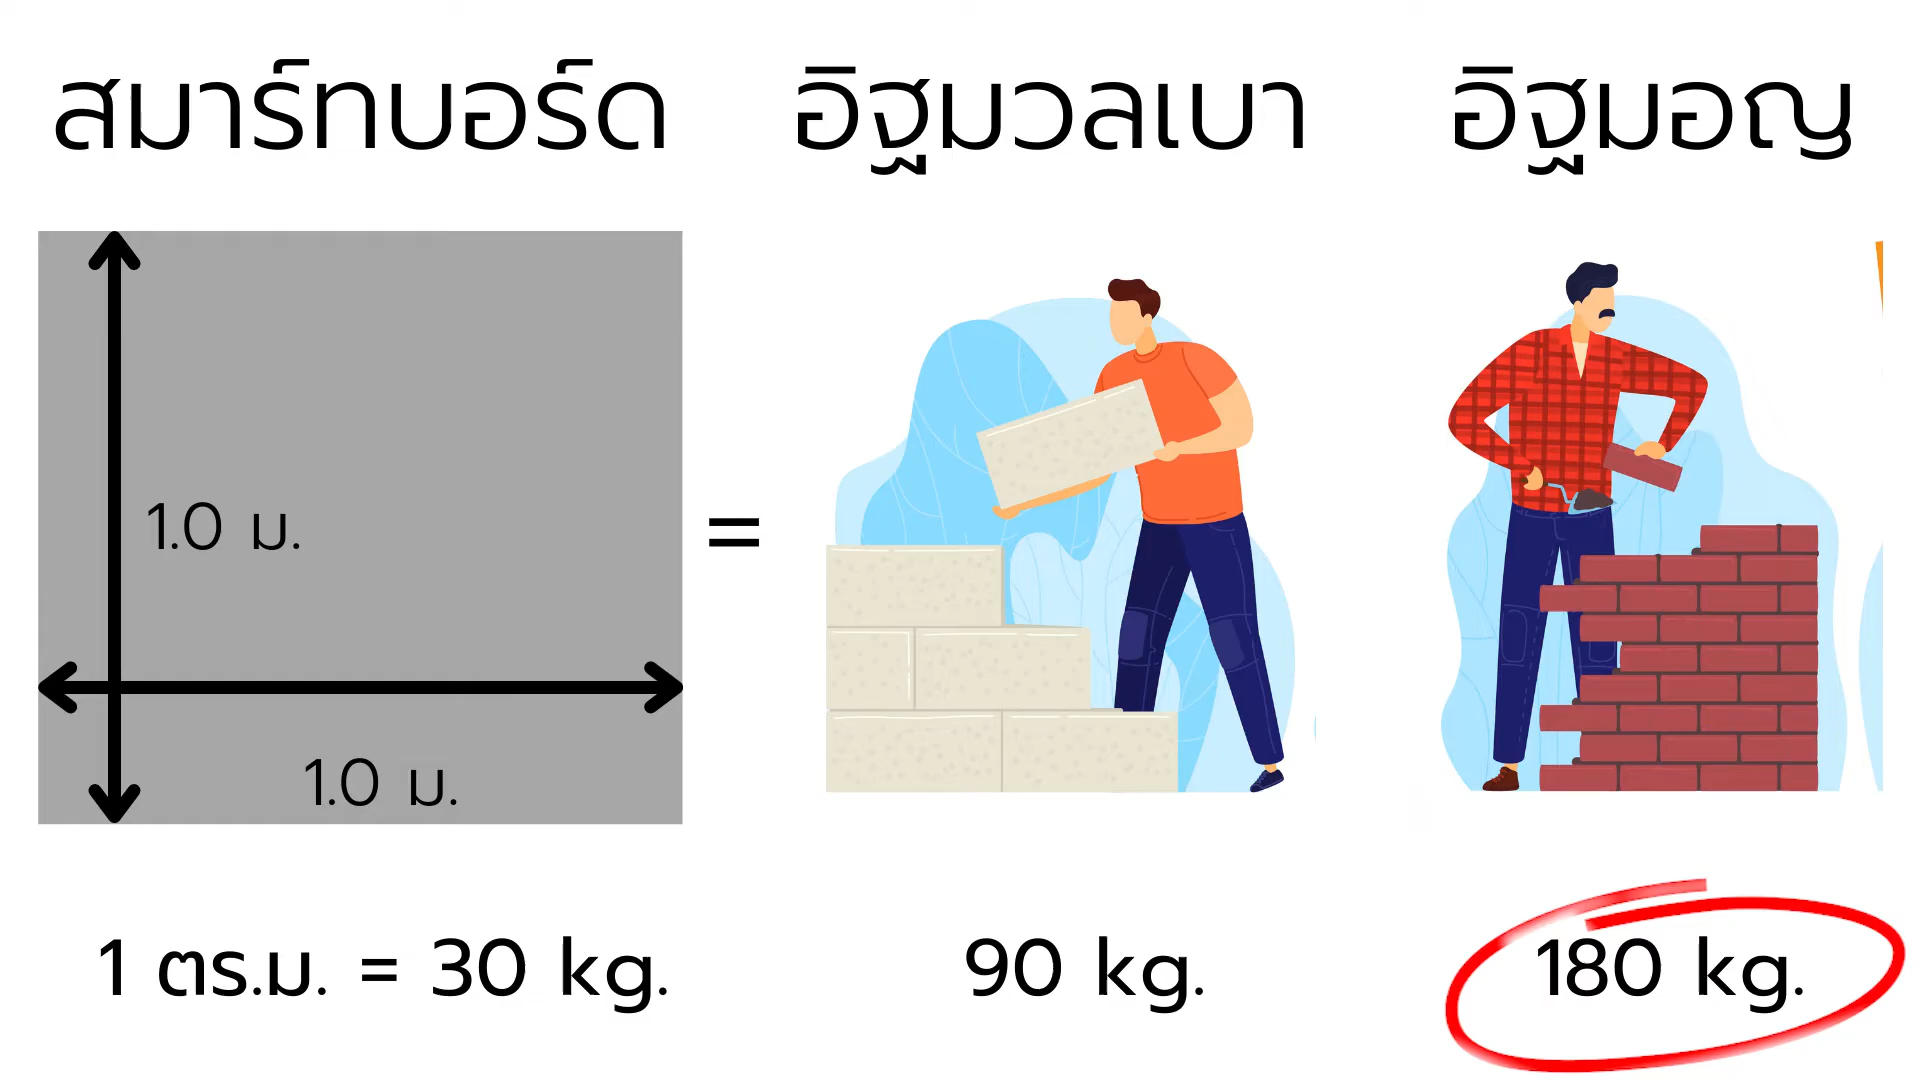 สมาร์ทบอร์ด
อิฐมวลเบา
อิฐมอญ
1.0 ม.
=
1.0 ม.
1 ตร.ม. = 30 kg.
90 kg.
180 kg.